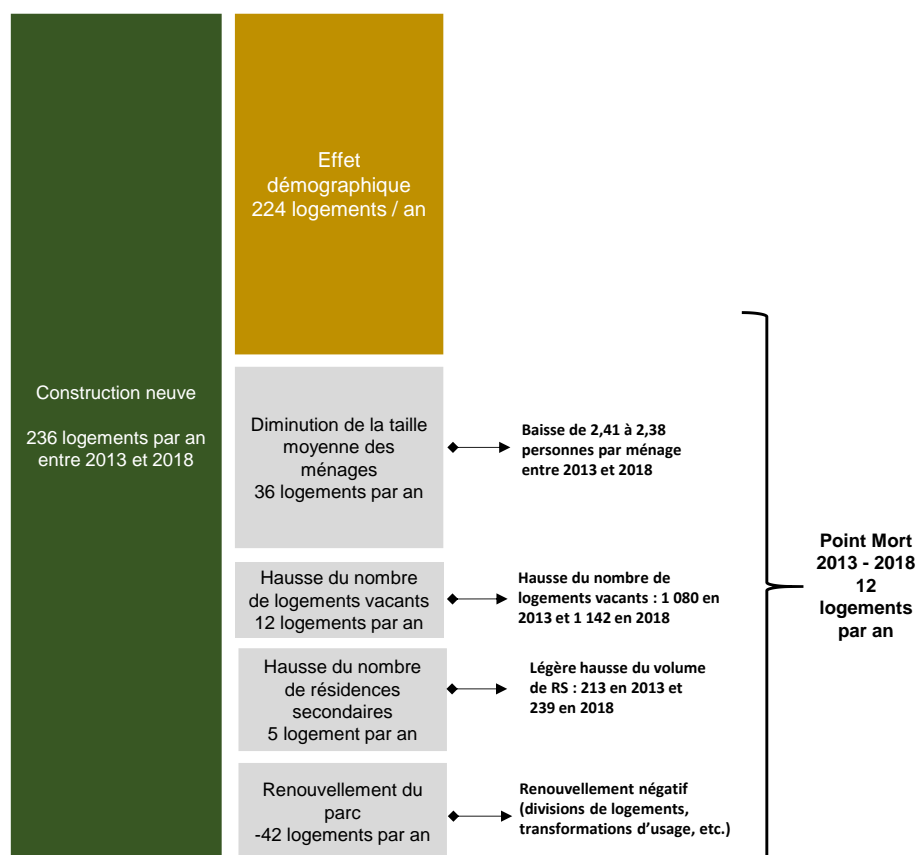 Construction neuve
236 logements par an
entre 2013 et 2018
Effet
démographique
224 logements / an
Diminution de la taille
moyenne des
ménages
36 logements par an
Baisse de 2,41 à 2,38
personnes par ménage
entre 2013 et 2018
Hausse du nombre
de logements vacants
12 logements par an
Hausse du nombre de
logements vacants : 1 080 en
2013 et 1 142 en 2018
Hausse du nombre
de résidences
secondaires
5 logement par an
Légère hausse du volume
de RS : 213 en 2013 et
239 en 2018
Renouvellement du
parc
-42 logements par an
Renouvellement négatif
(divisions de logements,
transformations d’usage, etc.)
Point Mort
2013 - 2018
12
logements
par an